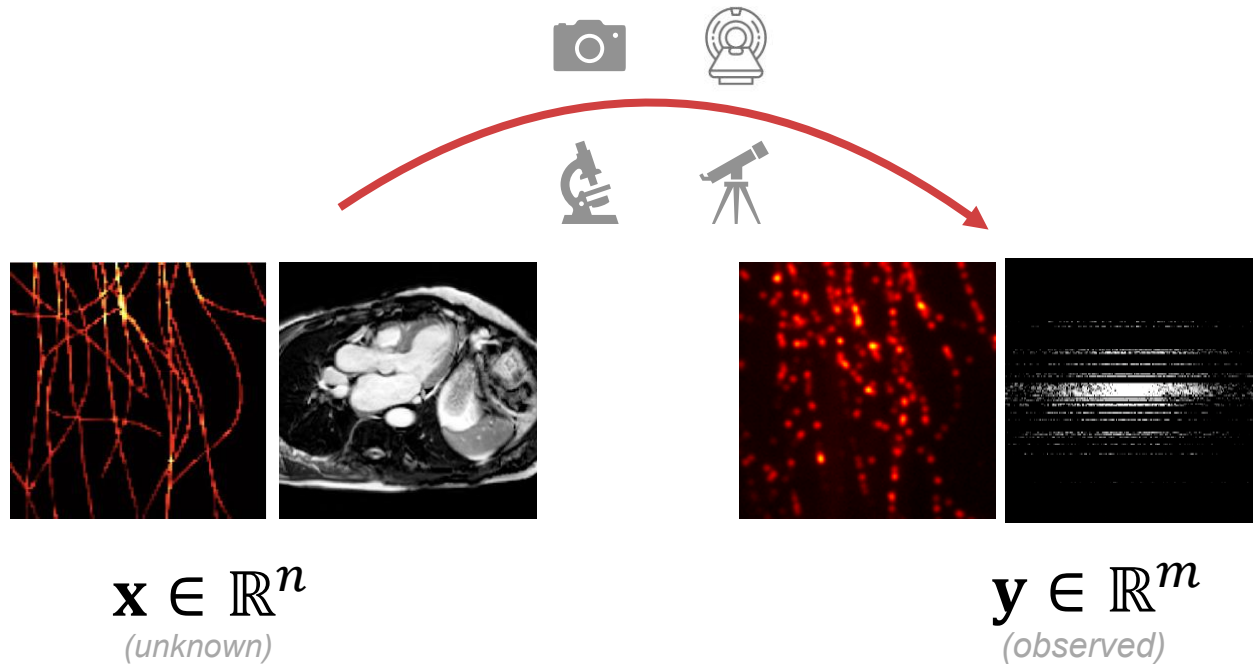 𝐱 ∈ ℝⁿ
(unknown)
𝐲 ∈ ℝᵐ
(observed)